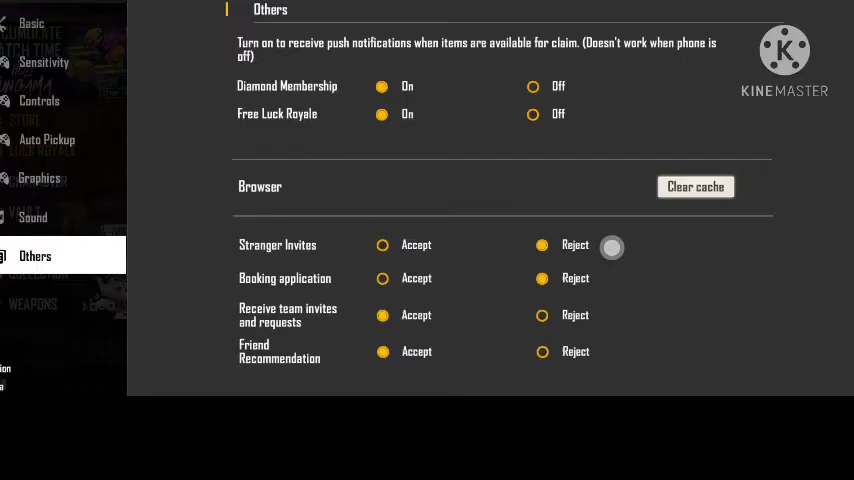 Others
Turn on to receive push notifications when items are available for claim. (Doesn't work when phone is
off)
Diamond Membership On Off
Free Luck Royale On Off
Browser Clear cache
Stranger Invites Accept Reject
Booking application Accept Reject
Receive team invites
and requests Accept Reject
Friend
Recommendation Accept Reject
Basic
Sensitivity
Controls
Auto Pickup
Graphics
Sound
Others
WEAPONS
KINEMASTER